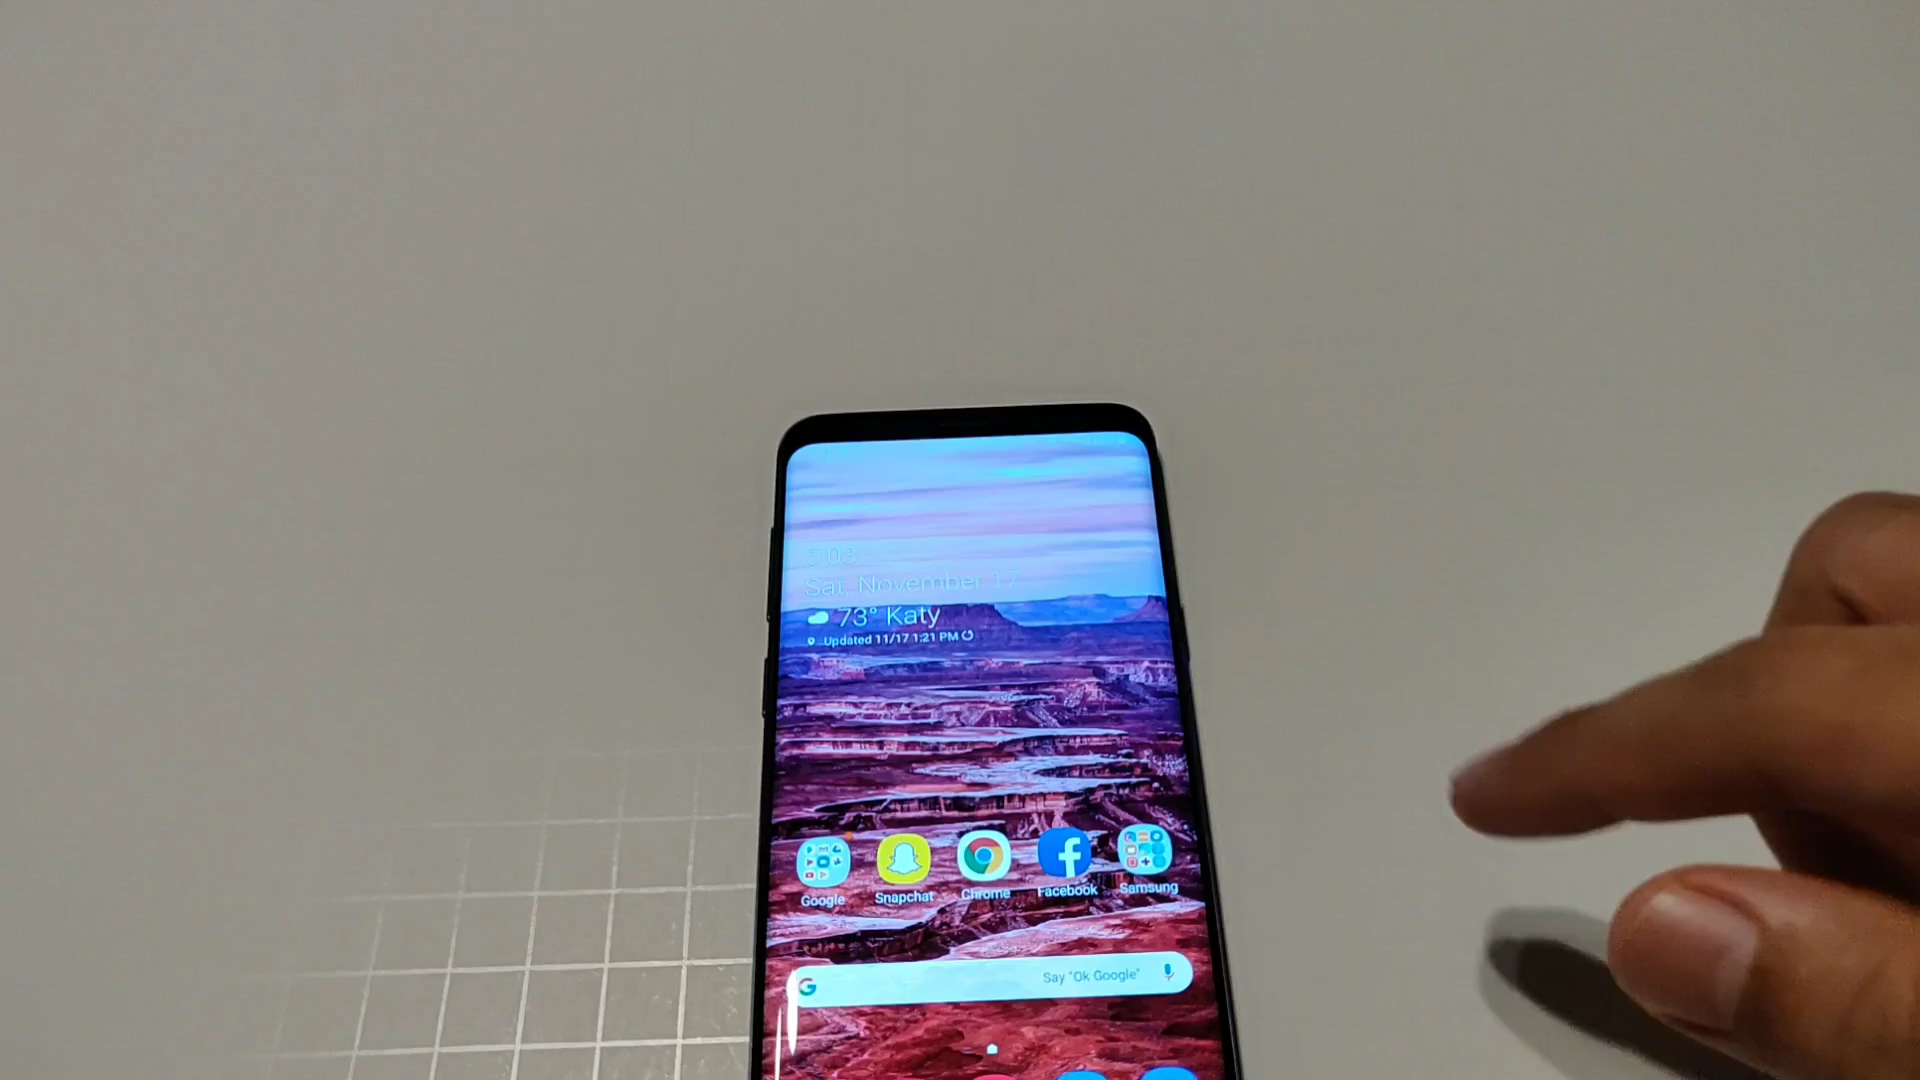 5:03
Sat, November 17
73° Katy
Updated 11/17 1:21 PM
Google Snapchat Chrome Facebook Samsung
Say "Ok Google"